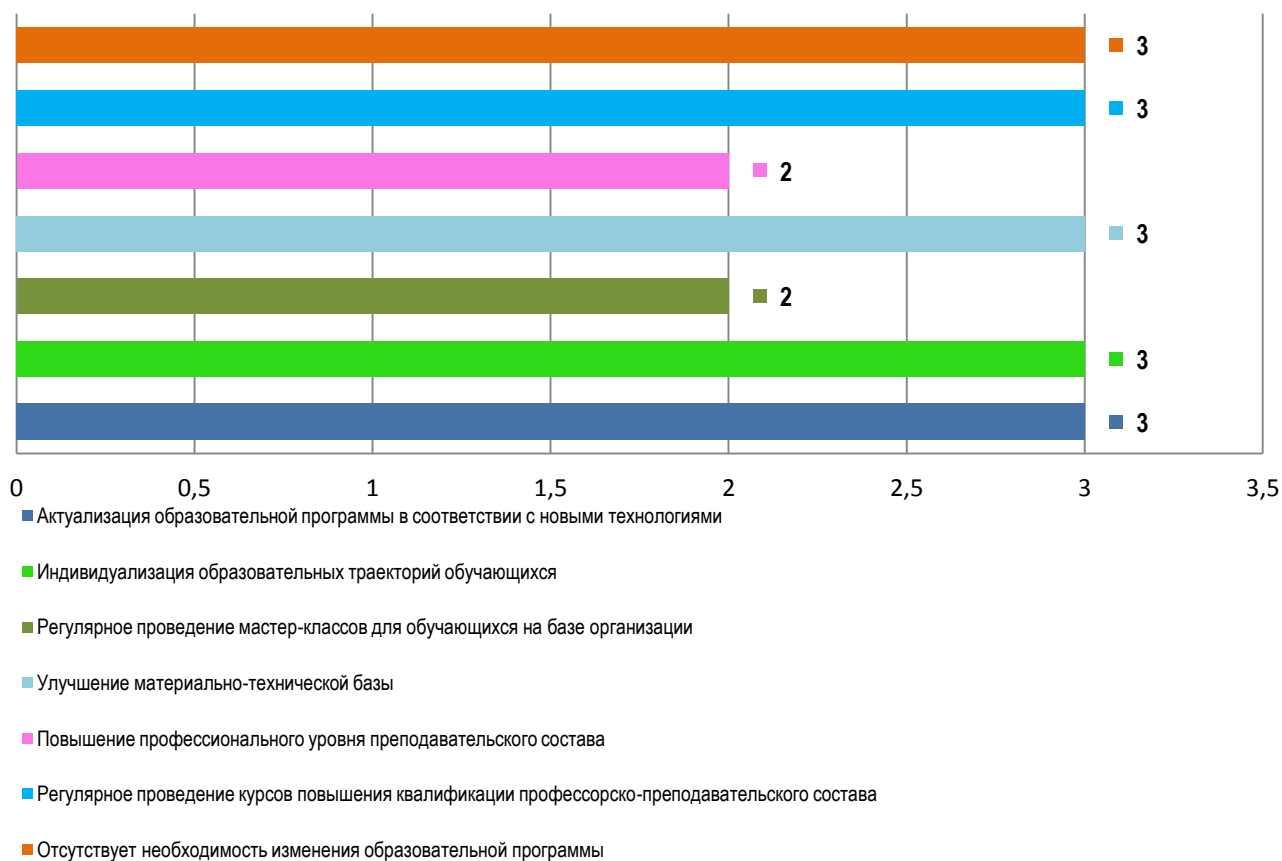 3
3
2
3
2
3
3
0 0,5 1 1,5 2 2,5 3 3,5
Актуализация образовательной программы в соответствии с новыми технологиями
Индивидуализация образовательных траекторий обучающихся
Регулярное проведение мастер-классов для обучающихся на базе организации
Улучшение материально-технической базы
Повышение профессионального уровня преподавательского состава
Регулярное проведение курсов повышения квалификации профессорско-преподавательского состава
Отсутствует необходимость изменения образовательной программы